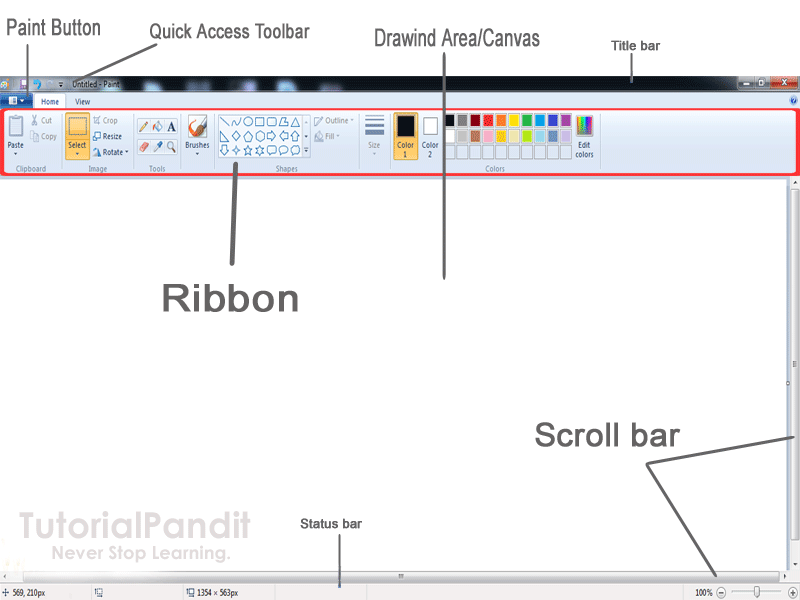 Paint Button
Quick Access Toolbar
Drawind Area/Canvas
Title bar
Untitled - Paint
Home
View
Paste
Cut
Copy
Clipboard
Select
Crop
Resize
Rotate
Image
A
Tools
Brushes
Outline
Fill
Shapes
Size
Color
1
Color
2
Edit
colors
Colors
Ribbon
Scroll bar
TutorialPandit
Never Stop Learning.
Status bar
569, 210px
1354 × 563px
100%